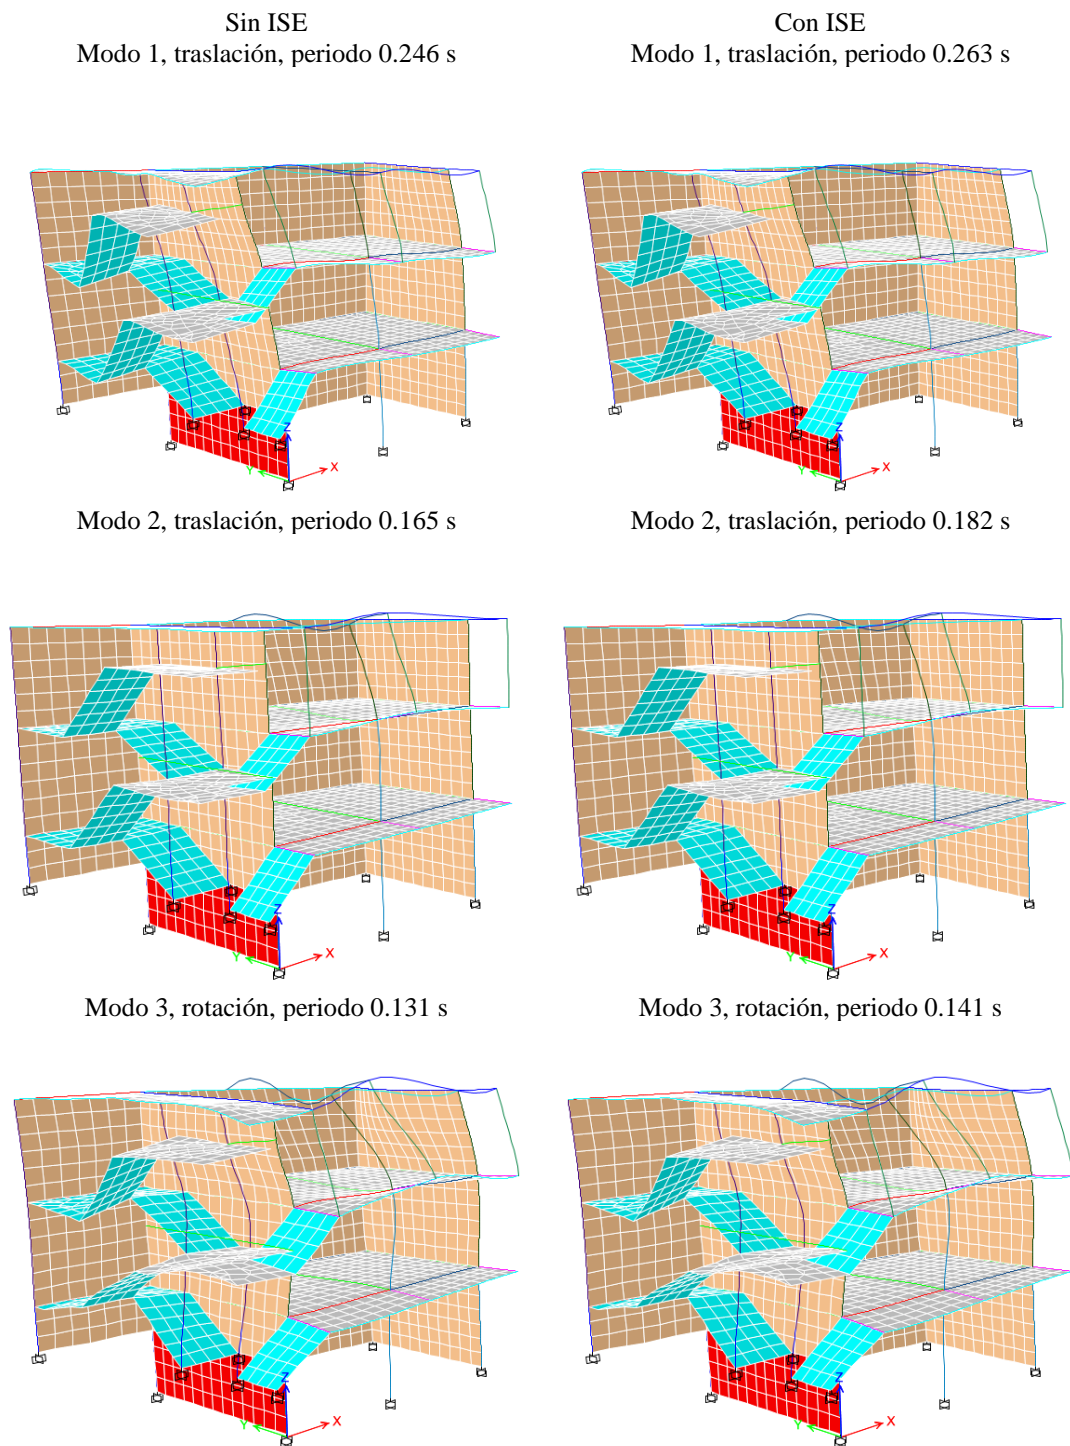 Sin ISE
Con ISE
Modo 1, traslación, periodo 0.246 s
Modo 1, traslación, periodo 0.263 s
Z
Y
X
Z
Y
X
Modo 2, traslación, periodo 0.165 s
Modo 2, traslación, periodo 0.182 s
Z
Y
X
Z
Y
X
Modo 3, rotación, periodo 0.131 s
Modo 3, rotación, periodo 0.141 s
Z
Y
X
Z
Y
X